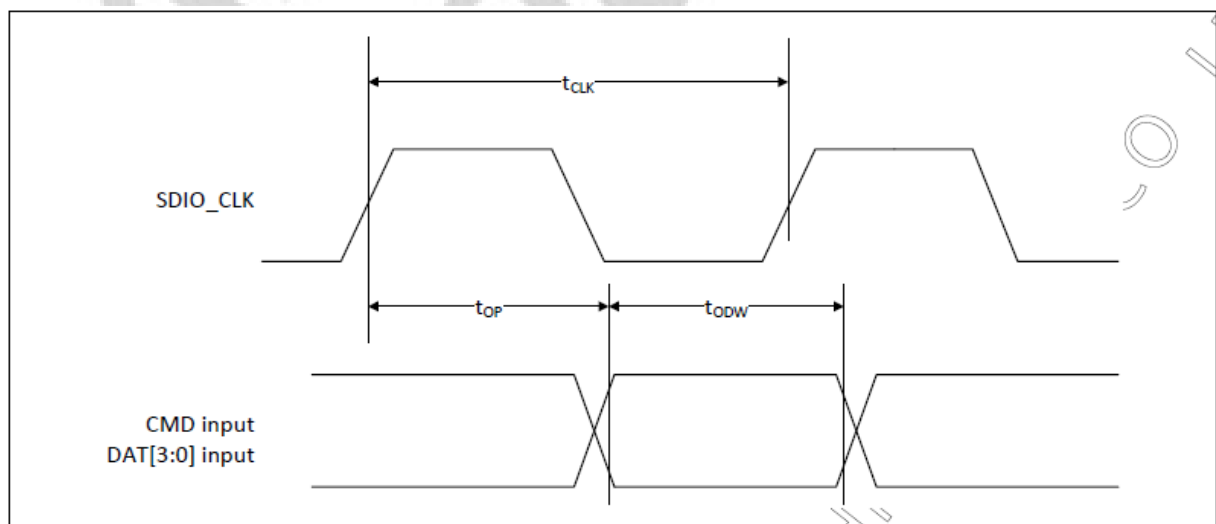 tCLK
SDIO_CLK
tOP
tODW
CMD input
DAT[3:0] input